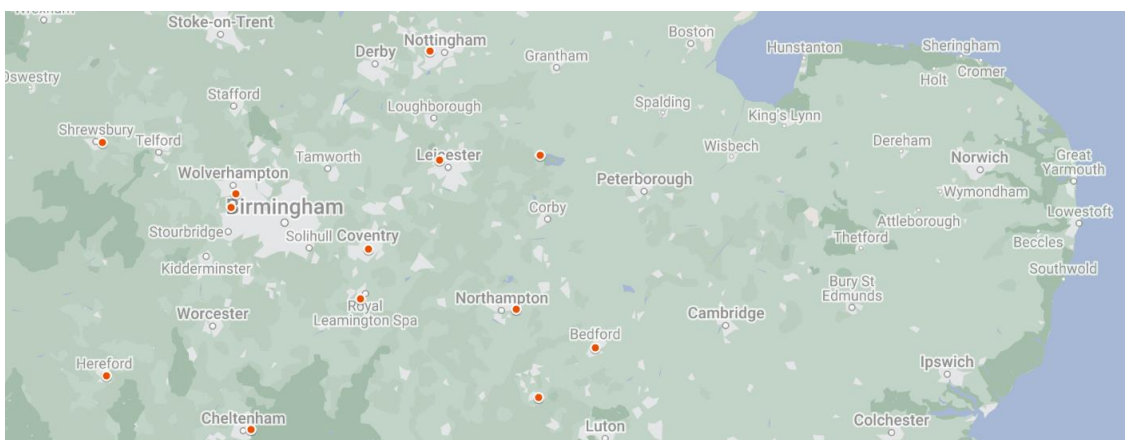 Wrexham
Stoke-on-Trent
Nottingham
Boston
Derby
Grantham
Hunstanton
Sheringham
Cromer
Holt
Oswestry
Stafford
Loughborough
Spalding
King's Lynn
Shrewsbury
Telford
Tamworth
Leicester
Wisbech
Dereham
Norwich
Great
Yarmouth
Wolverhampton
Peterborough
Wymondham
Birmingham
Corby
Attleborough
Lowestoft
Stourbridge
Solihull
Coventry
Thetford
Beccles
Kidderminster
Southwold
Bury St
Edmunds
Northampton
Royal
Leamington Spa
Worcester
Cambridge
Bedford
Hereford
Ipswich
Cheltenham
Luton
Colchester